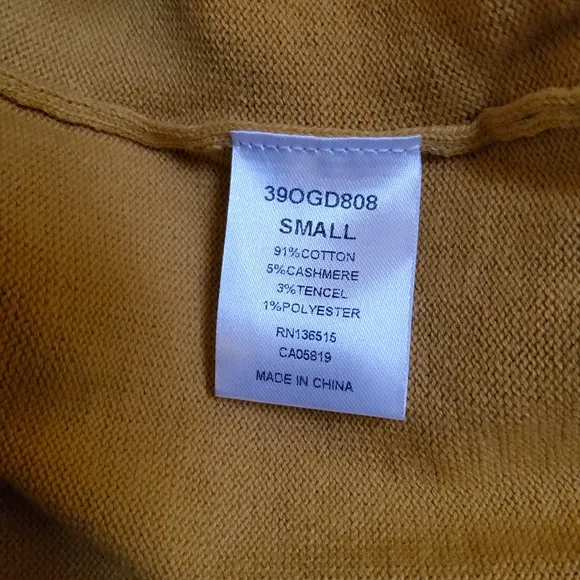 39OGD808
SMALL
91%COTTON
5%CASHMERE
3%TENCEL
1%POLYESTER
RN136515
CA05819
MADE IN CHINA